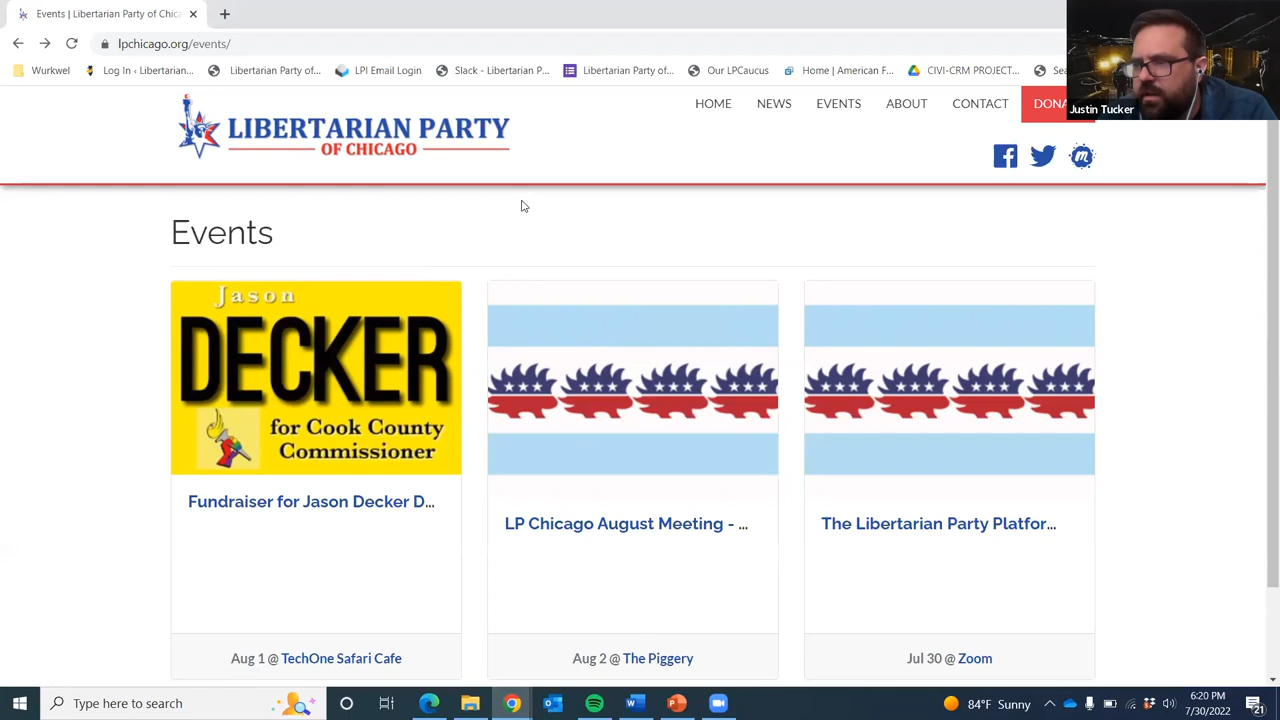 Events | Libertarian Party of Chica
lpchicago.org/events/
Wurkwel
Log In ‹ Libertarian...
Libertarian Party of...
LPI Email Login
Slack - Libertarian P...
Libertarian Party of...
Our LPCaucus
Home | American F...
CIVI-CRM PROJECT...
Justin Tucker
LIBERTARIAN PARTY
OF CHICAGO
HOME
NEWS
EVENTS
ABOUT
CONTACT
DONA
Events
Jason
DECKER
for Cook County
Commissioner
Fundraiser for Jason Decker D...
Aug 1 @ TechOne Safari Cafe
LP Chicago August Meeting - ...
Aug 2 @ The Piggery
The Libertarian Party Platfor...
Jul 30 @ Zoom
Type here to search
84°F Sunny
6:20 PM
7/30/2022
21